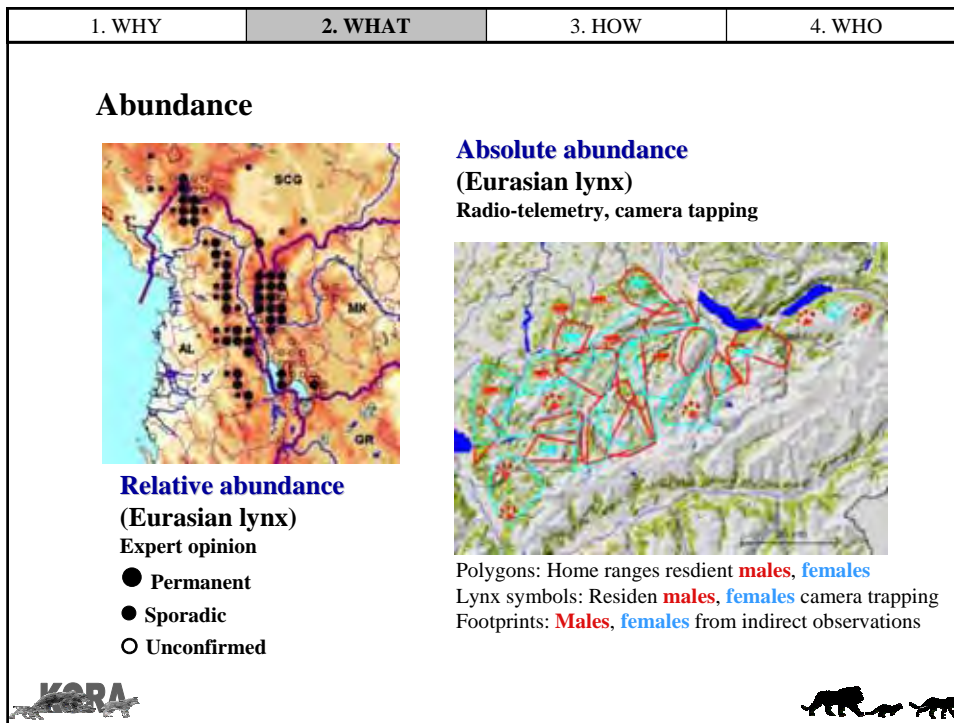 1. WHY
2. WHAT
3. HOW
4. WHO
Abundance
SCG
MK
AL
GR
Relative abundance
(Eurasian lynx)
Expert opinion
Permanent
Sporadic
Unconfirmed
Absolute abundance
(Eurasian lynx)
Radio-telemetry, camera tapping
Polygons: Home ranges resdient males, females
Lynx symbols: Residen males, females camera trapping
Footprints: Males, females from indirect observations
KORA